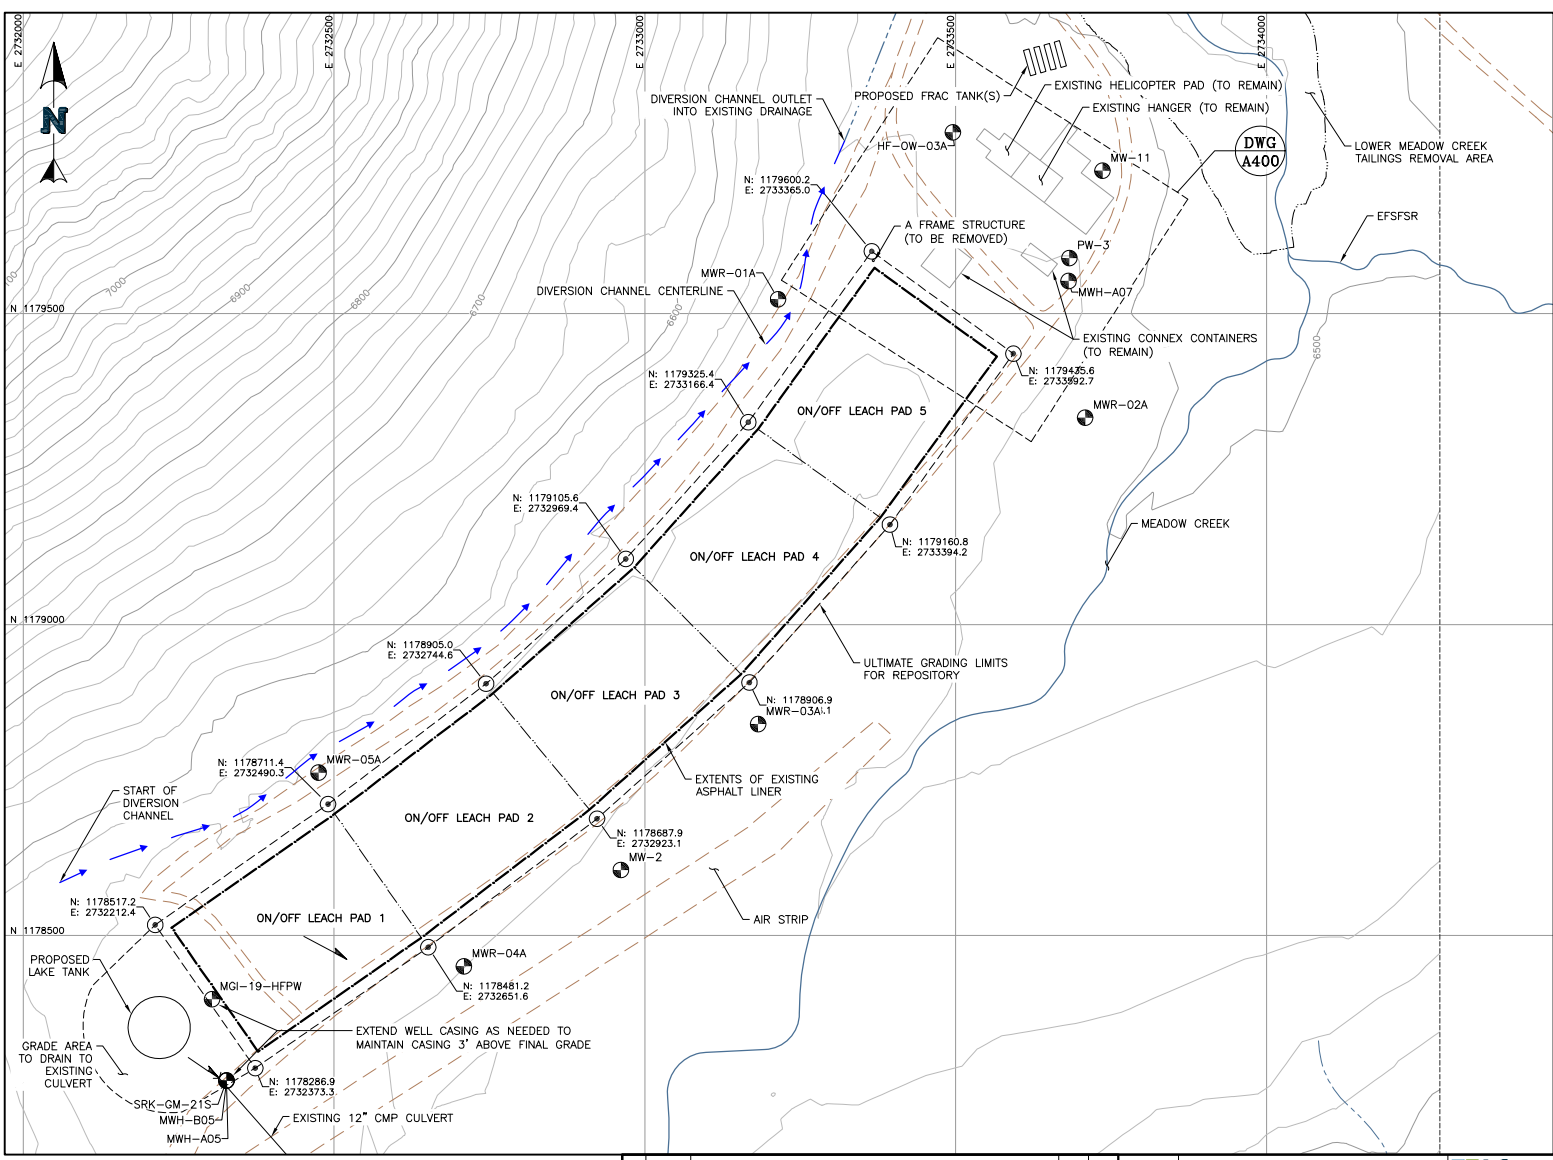 E 2732000
E 2732500
E 2733000
E 2733500
E 2734000
N
DIVERSION CHANNEL OUTLET
INTO EXISTING DRAINAGE
PROPOSED FRAC TANK(S)
EXISTING HELICOPTER PAD (TO REMAIN)
EXISTING HANGER (TO REMAIN)
HF-OW-03A
MW-11
DWG
A400
LOWER MEADOW CREEK
TAILINGS REMOVAL AREA
N: 1179600.2
E: 2733365.0
A FRAME STRUCTURE
(TO BE REMOVED)
EFSFSR
PW-3
MWR-01A
MWH-A07
DIVERSION CHANNEL CENTERLINE
7000
6900
6800
6700
6600
6500
N 1179500
EXISTING CONNEX CONTAINERS
(TO REMAIN)
N: 1179325.4
E: 2733166.4
N: 1179435.6
E: 2733592.7
MWR-02A
ON/OFF LEACH PAD 5
N: 1179105.6
E: 2732969.4
MEADOW CREEK
N: 1179160.8
E: 2733394.2
ON/OFF LEACH PAD 4
N 1179000
N: 1178905.0
E: 2732744.6
ULTIMATE GRADING LIMITS
FOR REPOSITORY
ON/OFF LEACH PAD 3
N: 1178906.9
MWR-03A
.1
N: 1178711.4
E: 2732490.3
MWR-05A
START OF
DIVERSION
CHANNEL
EXTENTS OF EXISTING
ASPHALT LINER
ON/OFF LEACH PAD 2
N: 1178687.9
E: 2732923.1
MW-2
N: 1178517.2
E: 2732212.4
ON/OFF LEACH PAD 1
AIR STRIP
N 1178500
PROPOSED
LAKE TANK
MWR-04A
MGI-19-HFPW
N: 1178481.2
E: 2732651.6
EXTEND WELL CASING AS NEEDED TO
MAINTAIN CASING 3' ABOVE FINAL GRADE
GRADE AREA
TO DRAIN TO
EXISTING
CULVERT
N: 1178286.9
E: 2732373.3
SRK-GM-21S
MWH-B05
MWH-A05
EXISTING 12" CMP CULVERT